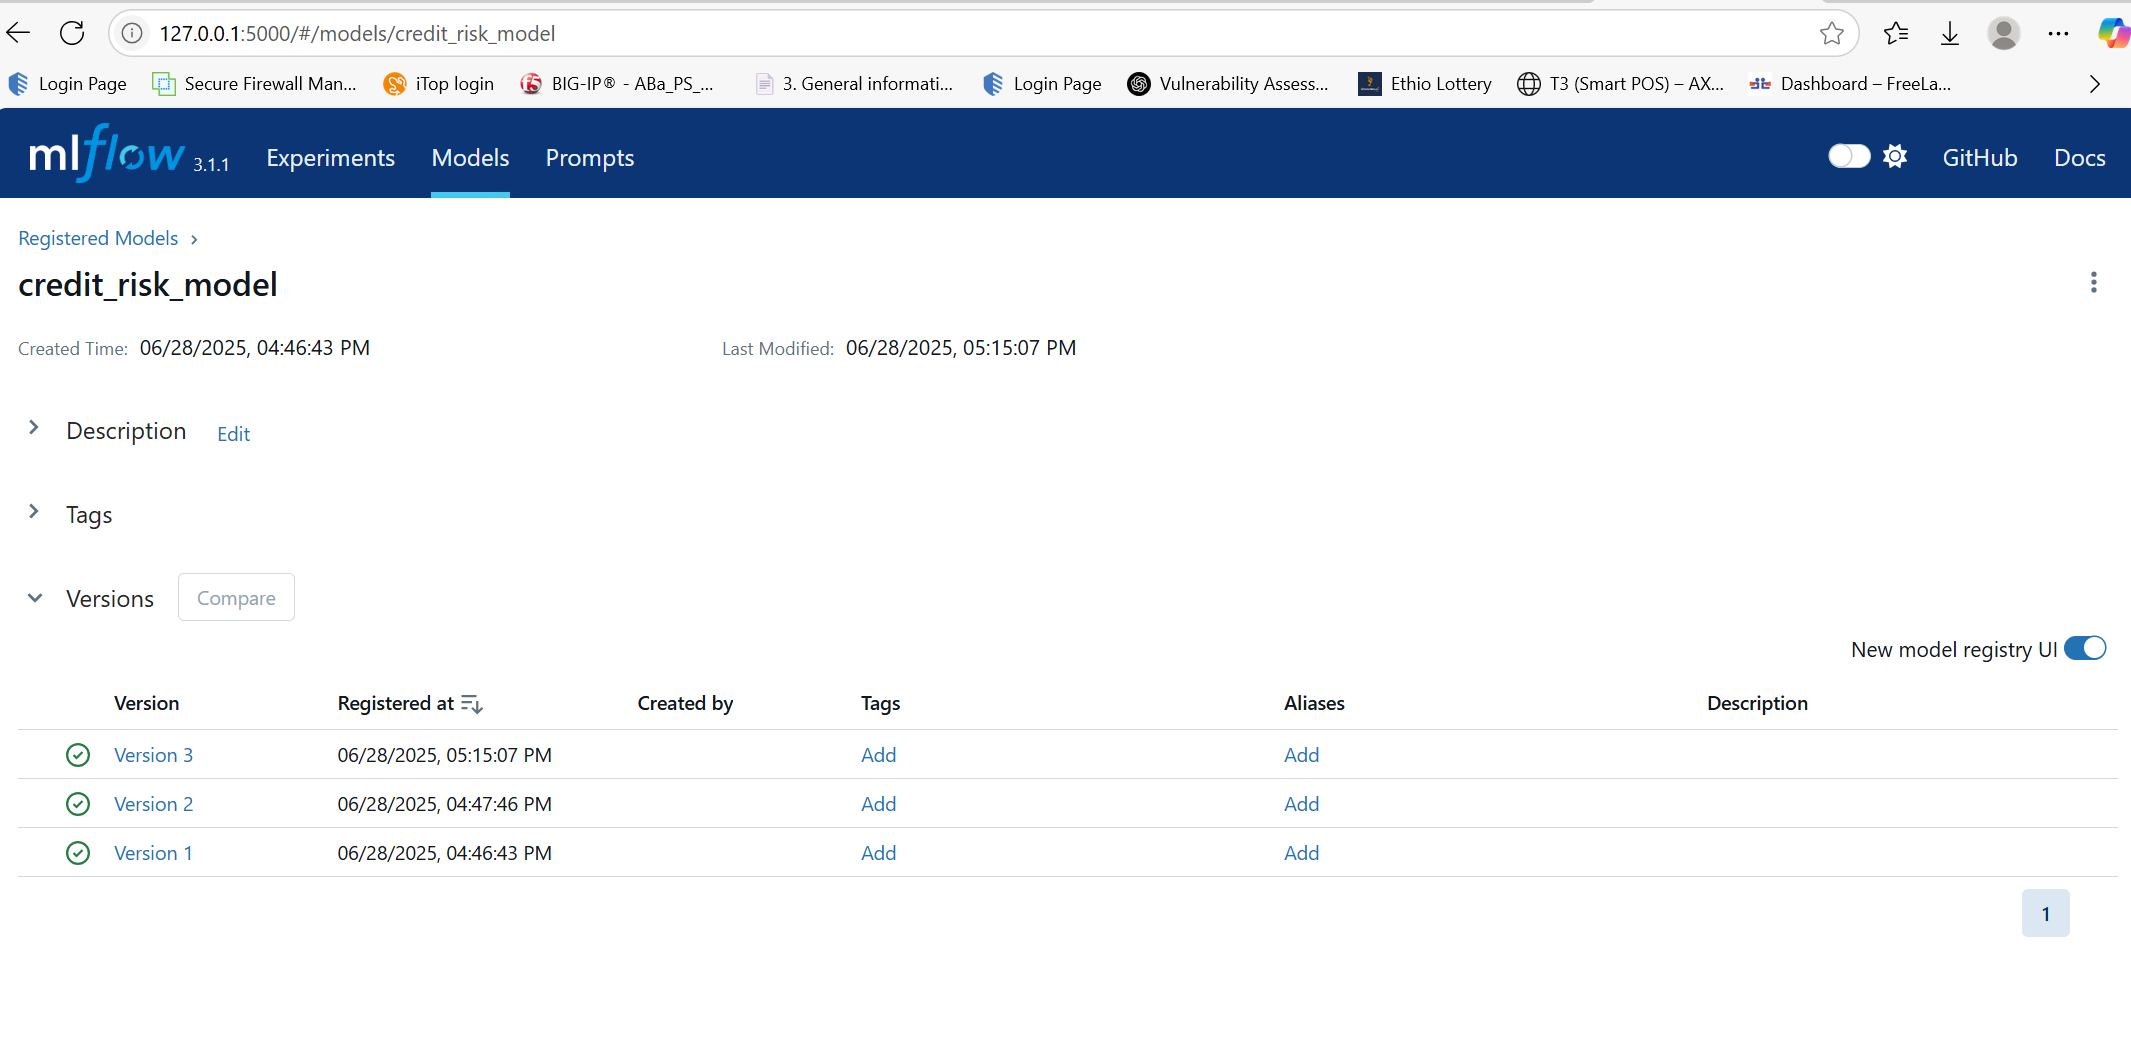 127.0.0.1:5000/#/models/credit_risk_model
Login Page Secure Firewall Man... iTop login BIG-IP® - ABa_PS_... 3. General informati... Login Page Vulnerability Assess... Ethio Lottery T3 (Smart POS) – AX... Dashboard – FreeLa...
mlflow 3.1.1 Experiments Models Prompts GitHub Docs
Registered Models
credit_risk_model
Created Time: 06/28/2025, 04:46:43 PM Last Modified: 06/28/2025, 05:15:07 PM
Description Edit
Tags
Versions Compare
New model registry UI
Version Registered at Created by Tags Aliases Description
Version 3 06/28/2025, 05:15:07 PM Add Add
Version 2 06/28/2025, 04:47:46 PM Add Add
Version 1 06/28/2025, 04:46:43 PM Add Add
1